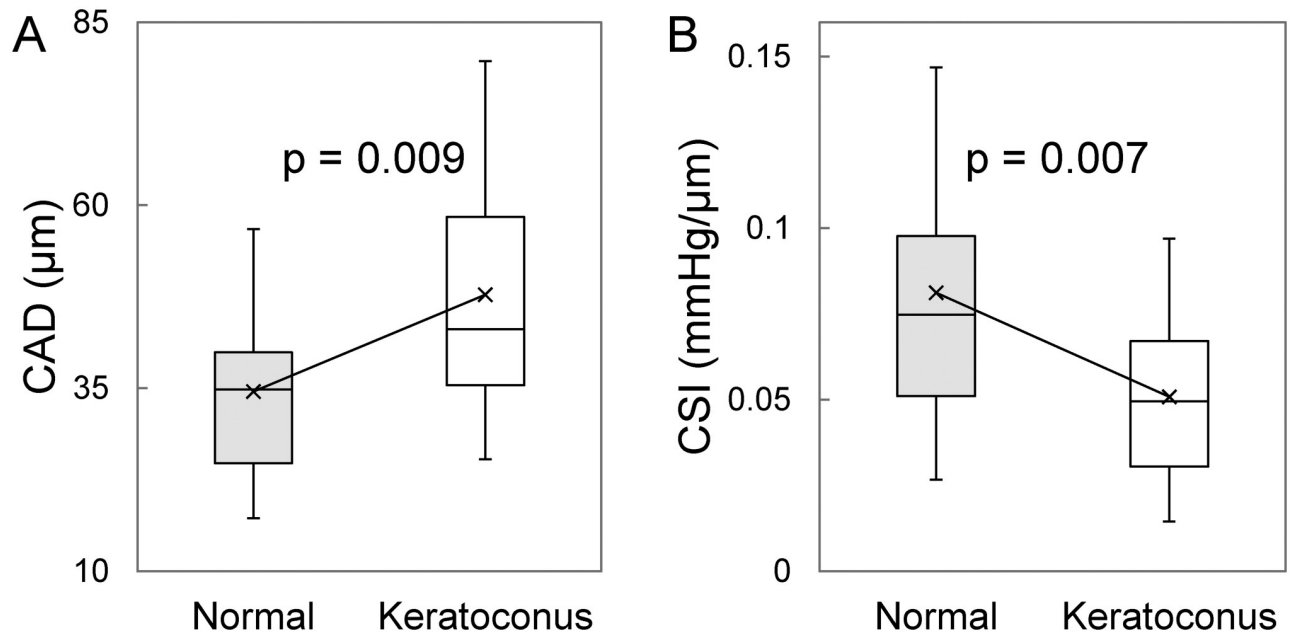 A
85
60
35
10
CAD (µm)
p = 0.009
Normal
Keratoconus
B
0.15
0.1
0.05
0
CSI (mmHg/µm)
p = 0.007
Normal
Keratoconus